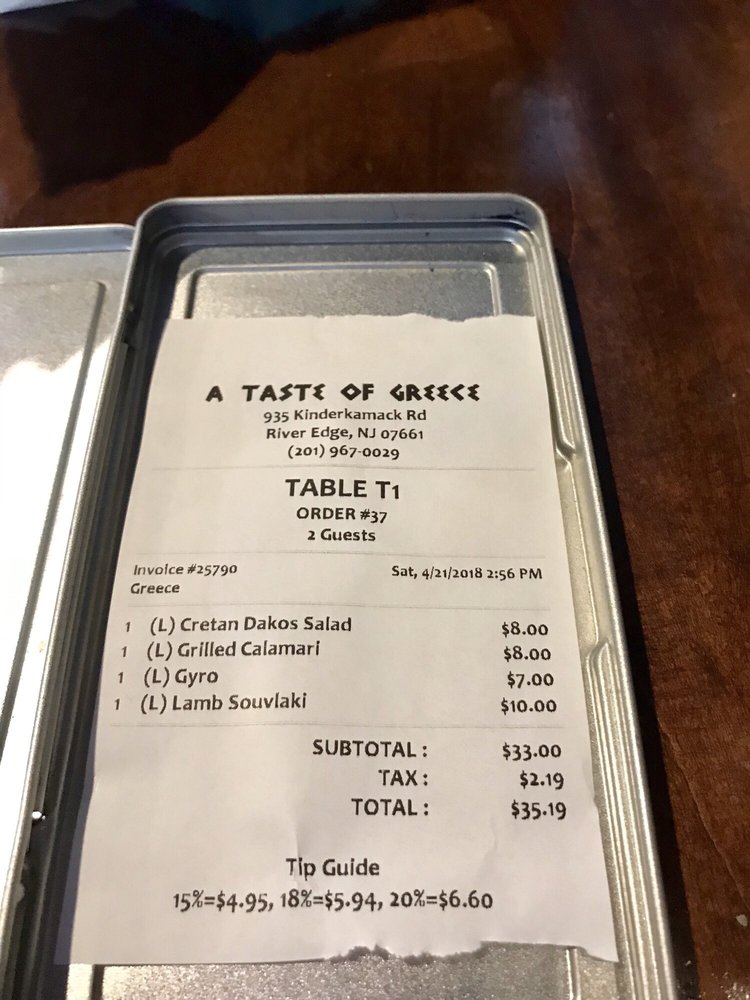 A TASTE OF GREECE
935 Kinderkamack Rd
River Edge, NJ 07661
(201) 967-0029
TABLE T1
ORDER #37
2 Guests
Invoice #25790 Sat, 4/21/2018 2:56 PM
Greece
1 (L) Cretan Dakos Salad $8.00
1 (L) Grilled Calamari $8.00
1 (L) Gyro $7.00
1 (L) Lamb Souvlaki $10.00
SUBTOTAL : $33.00
TAX : $2.19
TOTAL : $35.19
Tip Guide
15%=$4.95, 18%=$5.94, 20%=$6.60